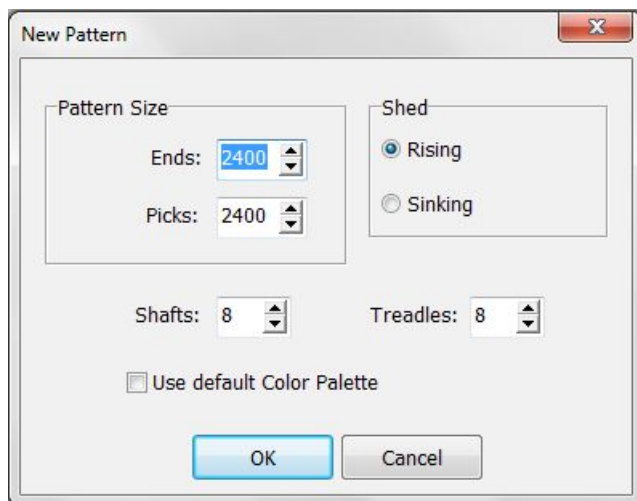 New Pattern
Pattern Size
Ends: 2400
Picks: 2400
Shed
Rising
Sinking
Shafts: 8
Treadles: 8
Use default Color Palette
OK
Cancel